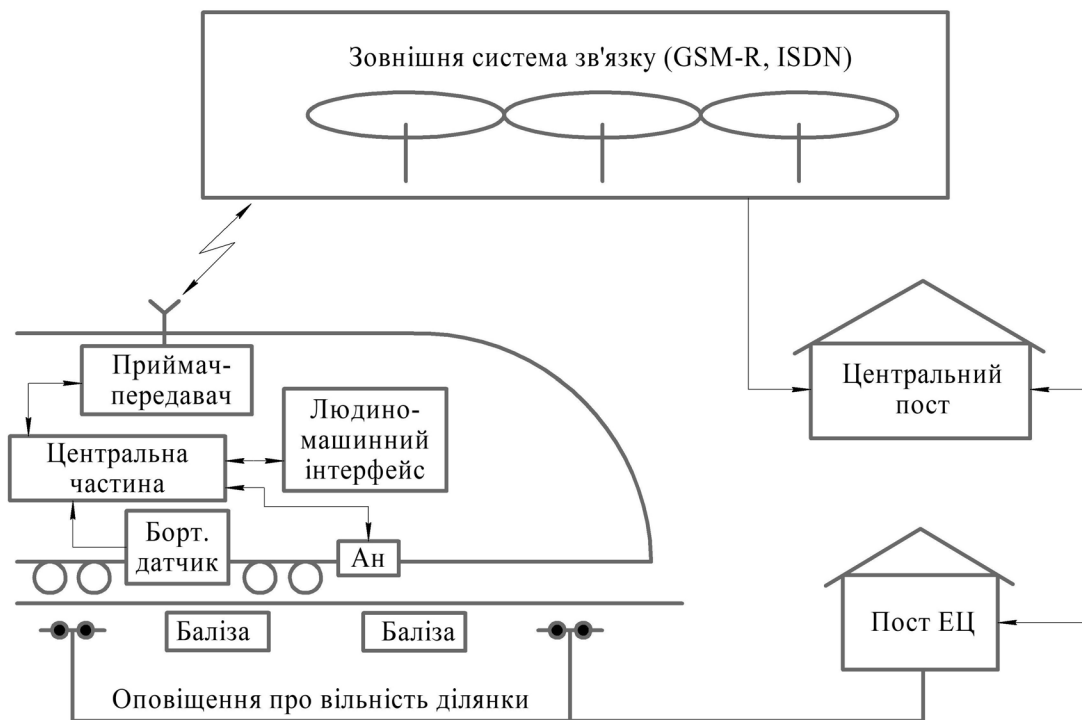 Зовнішня система зв'язку (GSM-R, ISDN)
Приймач-
передавач
Людино-
машинний
інтерфейс
Центральна
частина
Борт.
датчик
Ан
Баліза
Баліза
Оповіщення про вільність ділянки
Центральний
пост
Пост ЕЦ